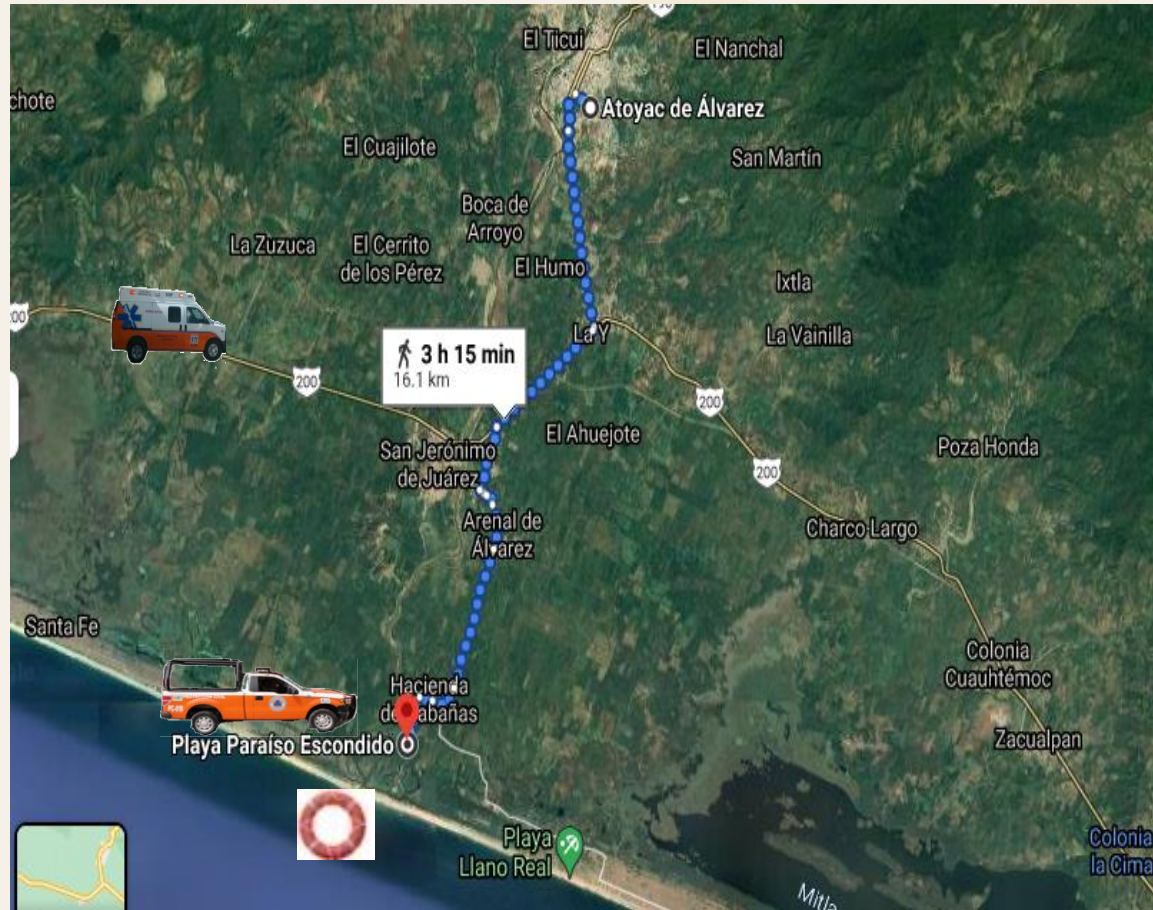 El Ticui
El Nanchal
chote
Atoyac de Álvarez
El Cuajilote
San Martín
Boca de
Arroyo
La Zuzuca
El Cerrito
de los Pérez
El Humo
Ixtla
200
La Y
La Vainilla
3 h 15 min
16.1 km
200
200
El Ahuejote
San Jerónimo
de Juárez
Poza Honda
200
Arenal de
Álvarez
Charco Largo
Santa Fe
Colonia
Cuauhtémoc
Hacienda
de Cabañas
Zacualpan
Playa Paraíso Escondido
Playa
Llano Real
Colonia
la Cima
Mitla